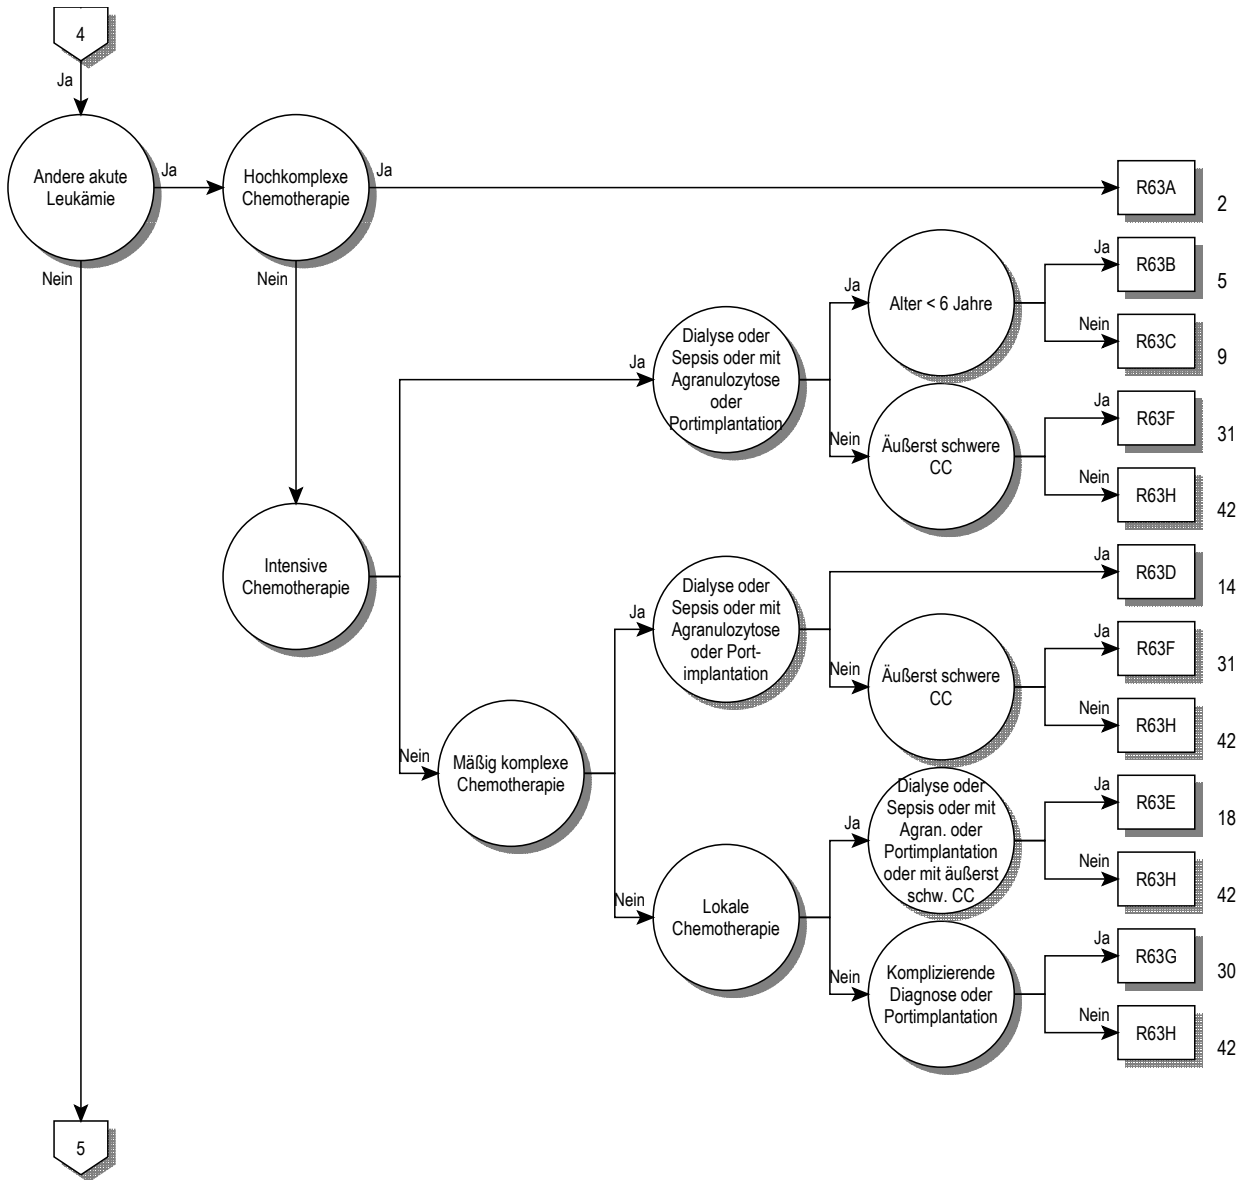 4
Ja
Andere akute
Leukämie
Ja
Hochkomplexe
Chemotherapie
Ja
R63A
2
Nein
Nein
Ja
Dialyse oder
Sepsis oder mit
Agranulozytose
oder
Portimplantation
Ja
Alter < 6 Jahre
Ja
R63B
5
Nein
R63C
9
Nein
Äußerst schwere
CC
Ja
R63F
31
Nein
R63H
42
Intensive
Chemotherapie
Nein
Mäßig komplexe
Chemotherapie
Ja
Dialyse oder
Sepsis oder mit
Agranulozytose
oder Port-
implantation
Ja
R63D
14
Nein
Äußerst schwere
CC
Ja
R63F
31
Nein
R63H
42
Nein
Lokale
Chemotherapie
Ja
Dialyse oder
Sepsis oder mit
Agran. oder
Portimplantation
oder mit äußerst
schw. CC
Ja
R63E
18
Nein
R63H
42
Nein
Komplizierende
Diagnose oder
Portimplantation
Ja
R63G
30
Nein
R63H
42
5